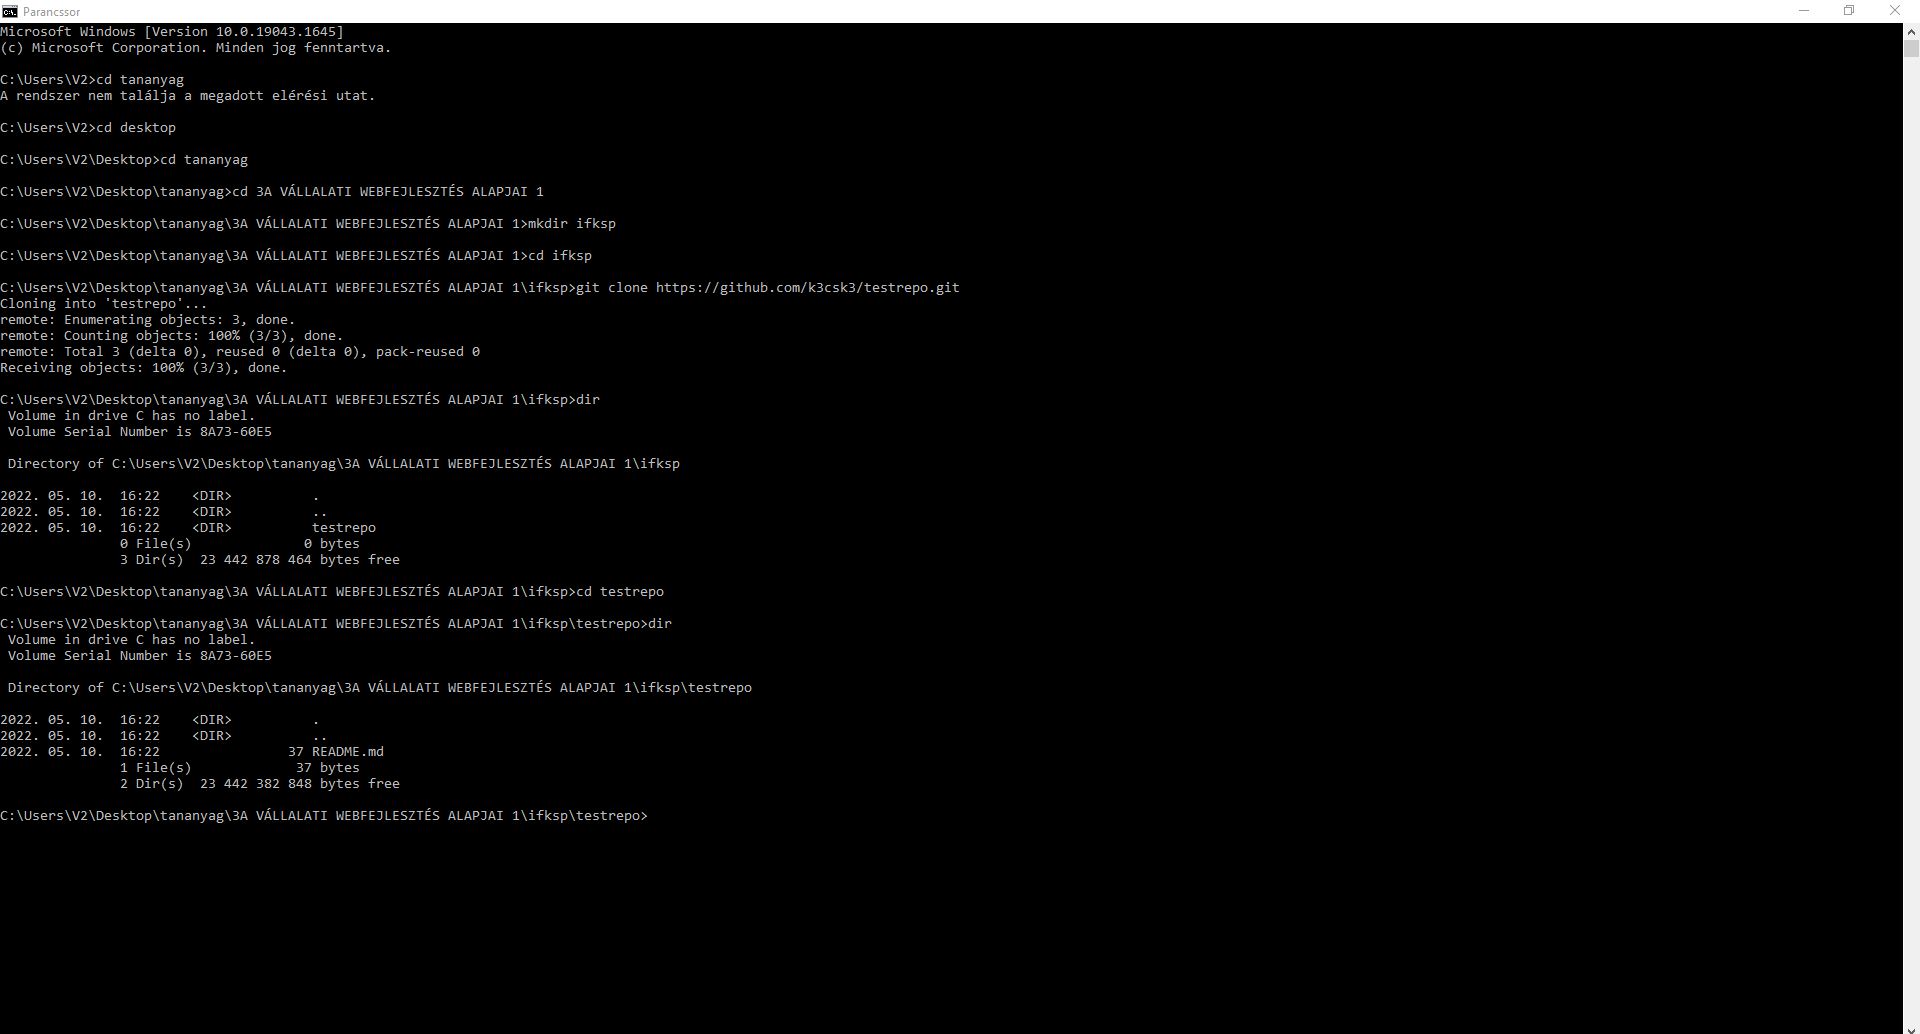 Parancssor
Microsoft Windows [Version 10.0.19043.1645]
(c) Microsoft Corporation. Minden jog fenntartva.
C:\Users\V2>cd tananyag
A rendszer nem találja a megadott elérési utat.
C:\Users\V2>cd desktop
C:\Users\V2\Desktop>cd tananyag
C:\Users\V2\Desktop\tananyag>cd 3A VÁLLALATI WEBFEJLESZTÉS ALAPJAI 1
C:\Users\V2\Desktop\tananyag\3A VÁLLALATI WEBFEJLESZTÉS ALAPJAI 1>mkdir ifksp
C:\Users\V2\Desktop\tananyag\3A VÁLLALATI WEBFEJLESZTÉS ALAPJAI 1>cd ifksp
C:\Users\V2\Desktop\tananyag\3A VÁLLALATI WEBFEJLESZTÉS ALAPJAI 1\ifksp>git clone https://github.com/k3csk3/testrepo.git
Cloning into 'testrepo'...
remote: Enumerating objects: 3, done.
remote: Counting objects: 100% (3/3), done.
remote: Total 3 (delta 0), reused 0 (delta 0), pack-reused 0
Receiving objects: 100% (3/3), done.
C:\Users\V2\Desktop\tananyag\3A VÁLLALATI WEBFEJLESZTÉS ALAPJAI 1\ifksp>dir
Volume in drive C has no label.
Volume Serial Number is 8A73-60E5
Directory of C:\Users\V2\Desktop\tananyag\3A VÁLLALATI WEBFEJLESZTÉS ALAPJAI 1\ifksp
2022. 05. 10.  16:22    <DIR>          .
2022. 05. 10.  16:22    <DIR>          ..
2022. 05. 10.  16:22    <DIR>          testrepo
0 File(s)              0 bytes
3 Dir(s)  23 442 878 464 bytes free
C:\Users\V2\Desktop\tananyag\3A VÁLLALATI WEBFEJLESZTÉS ALAPJAI 1\ifksp>cd testrepo
C:\Users\V2\Desktop\tananyag\3A VÁLLALATI WEBFEJLESZTÉS ALAPJAI 1\ifksp\testrepo>dir
Volume in drive C has no label.
Volume Serial Number is 8A73-60E5
Directory of C:\Users\V2\Desktop\tananyag\3A VÁLLALATI WEBFEJLESZTÉS ALAPJAI 1\ifksp\testrepo
2022. 05. 10.  16:22    <DIR>          .
2022. 05. 10.  16:22    <DIR>          ..
2022. 05. 10.  16:22                37 README.md
1 File(s)             37 bytes
2 Dir(s)  23 442 382 848 bytes free
C:\Users\V2\Desktop\tananyag\3A VÁLLALATI WEBFEJLESZTÉS ALAPJAI 1\ifksp\testrepo>